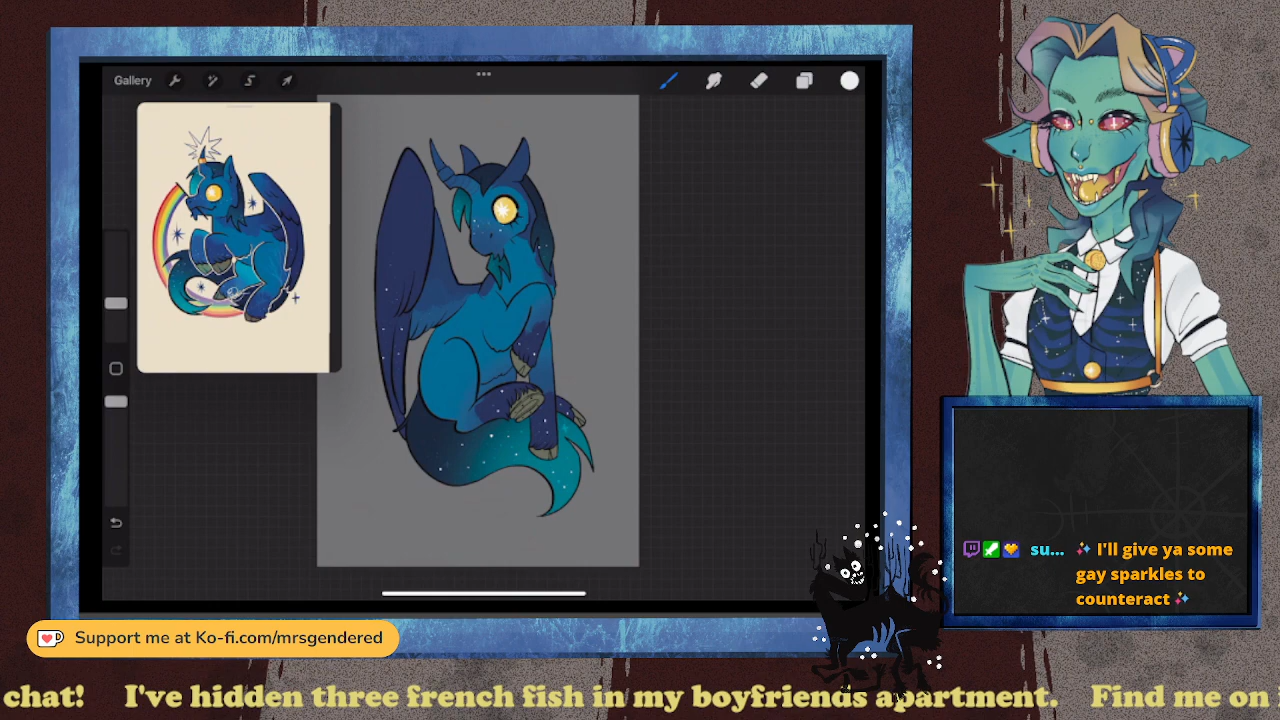 Gallery
su... ✨ I'll give ya some
gay sparkles to
counteract ✨
Support me at Ko-fi.com/mrsgendered
chat! I've hidden three french fish in my boyfriends apartment. Find me on